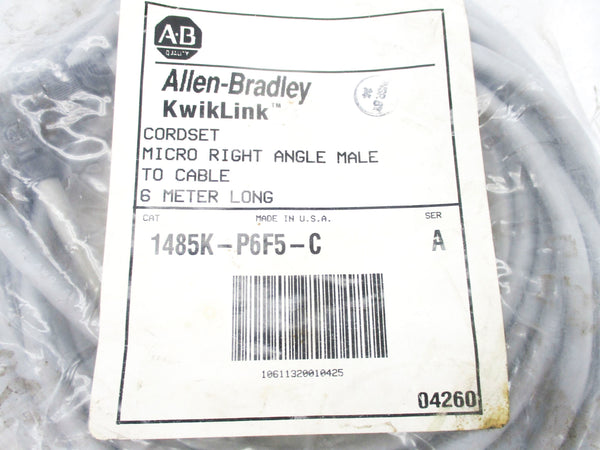 A-B
QUALITY
Allen-Bradley
KwikLink™
CORDSET
MICRO RIGHT ANGLE MALE
TO CABLE
6 METER LONG
CAT MADE IN U.S.A. SER
1485K-P6F5-C A
10611320010425
04260